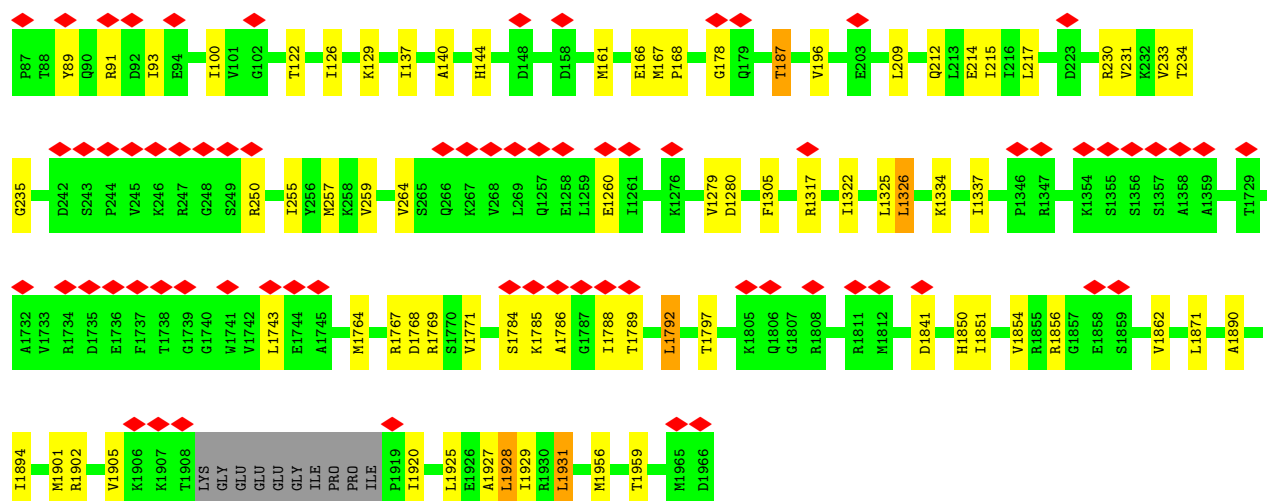 P87 T88 Y89 Q90 R91 D92 I93 E94 I100 V101 G102 T122 I126 K129 I137 A140 H144 D148 D158 M161 E166 M167 P168 G178 Q179 T187 V196 E203 L209 Q212 L213 E214 I215 I216 L217 D223 R230 V231 K232 V233 T234
G235 D242 S243 P244 V245 K246 R247 G248 S249 R250 I255 Y256 M257 K258 V259 V264 S265 Q266 K267 V268 L269 Q1257 E1258 L1259 E1260 I1261 K1276 V1279 D1280 F1305 R1317 I1322 L1325 L1326 K1334 I1337 P1346 R1347 K1354 S1355 S1356 S1357 A1358 A1359 T1729
A1732 V1733 R1734 D1735 E1736 F1737 T1738 G1739 G1740 W1741 V1742 L1743 E1744 A1745 M1764 R1767 D1768 R1769 S1770 V1771 S1784 K1785 A1786 G1787 I1788 T1789 L1792 T1797 K1805 Q1806 G1807 R1808 R1811 M1812 D1841 H1850 I1851 V1854 R1855 R1856 G1857 E1858 S1859 V1862 L1871 A1890
I1894 M1901 R1902 V1905 K1906 K1907 T1908 LYS GLY GLU GLU GLU GLY ILE PRO PRO ILE P1919 I1920 L1925 E1926 A1927 L1928 I1929 R1930 L1931 M1956 T1959 M1965 D1966